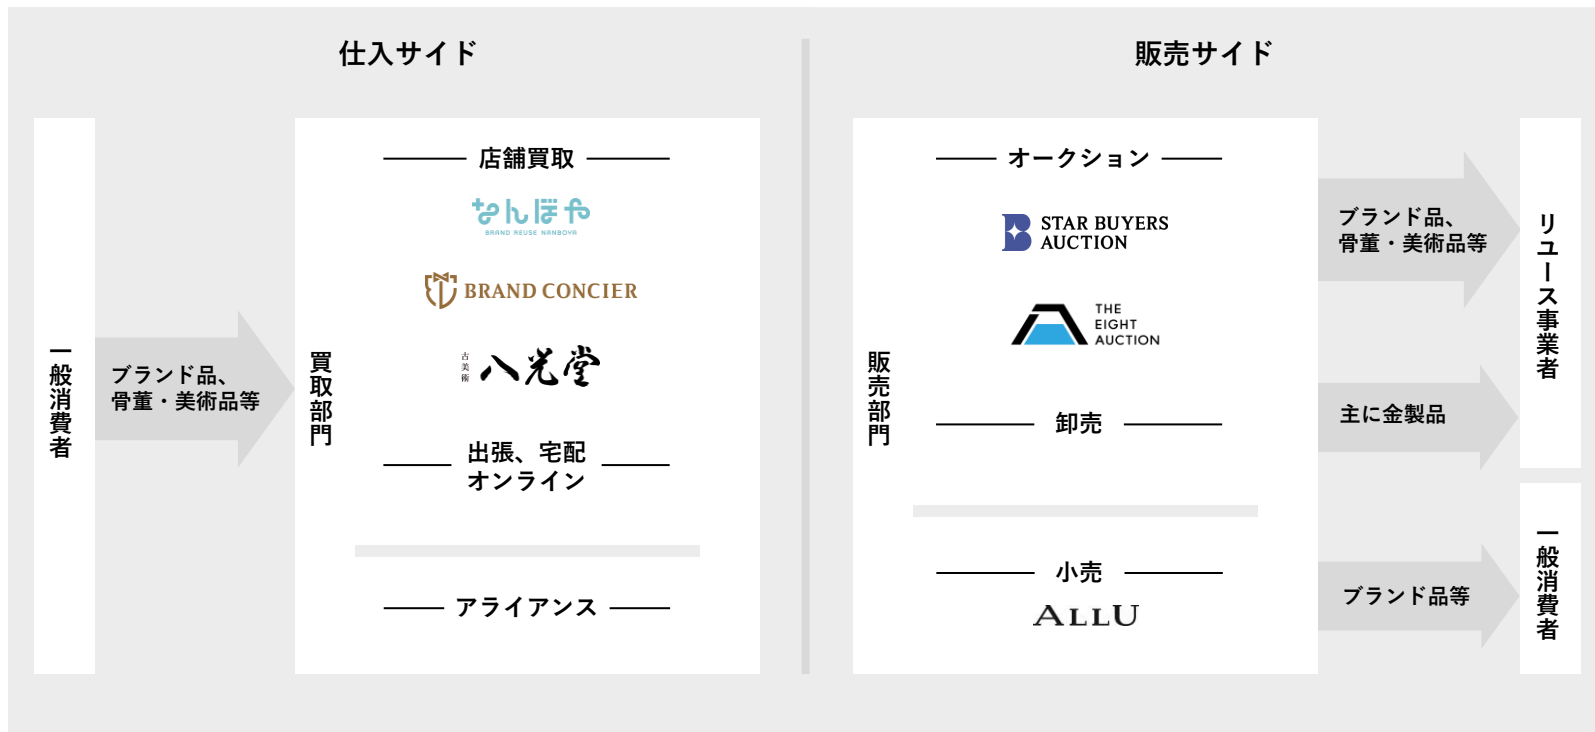 仕入サイド
一般消費者
ブランド品、
骨董・美術品等
買取部門
店舗買取
なんぼや
BRAND REUSE NANBOYA
BRAND CONCIER
古美術 八光堂
出張、宅配
オンライン
アライアンス
販売サイド
販売部門
オークション
STAR BUYERS
AUCTION
THE
EIGHT
AUCTION
卸売
小売
ALLU
ブランド品、
骨董・美術品等
主に金製品
ブランド品等
リユース事業者
一般消費者